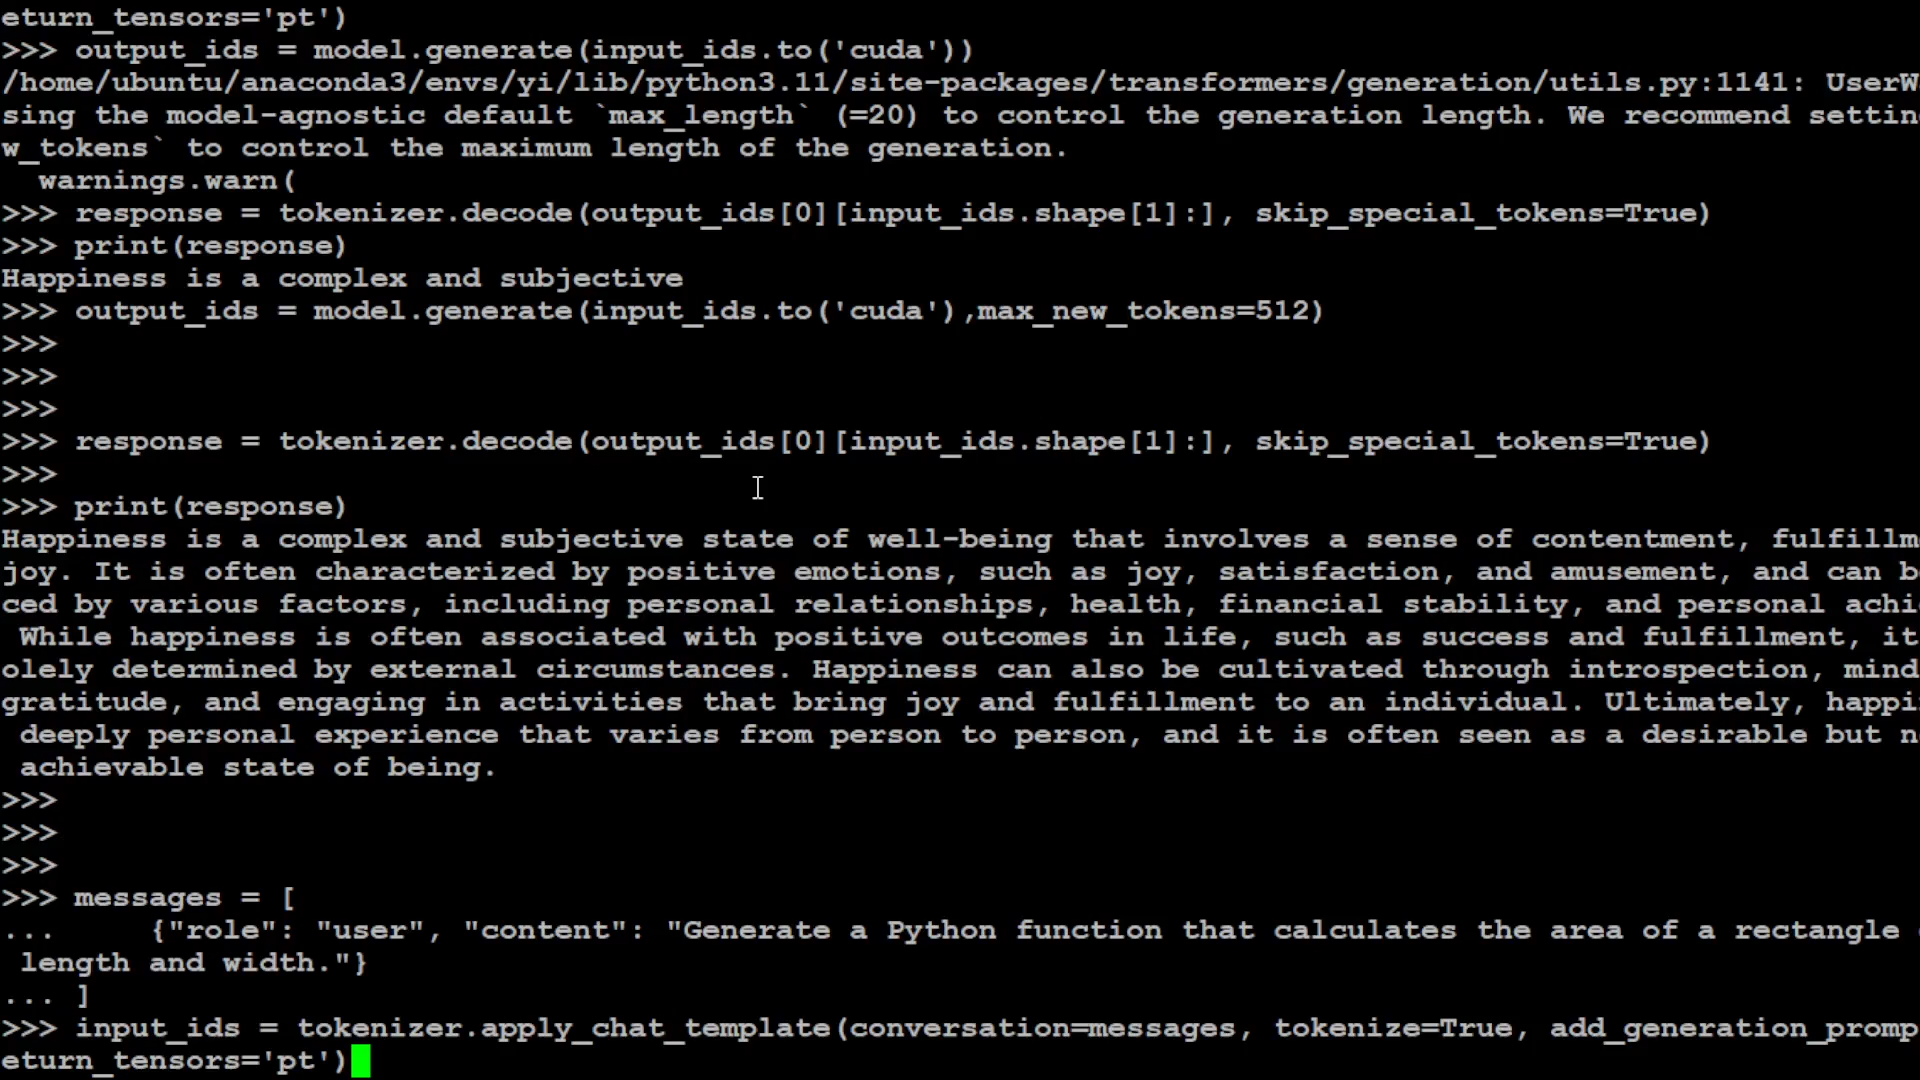 eturn_tensors='pt')
>>> output_ids = model.generate(input_ids.to('cuda'))
/home/ubuntu/anaconda3/envs/yi/lib/python3.11/site-packages/transformers/generation/utils.py:1141: UserW
sing the model-agnostic default `max_length` (=20) to control the generation length. We recommend settin
w_tokens` to control the maximum length of the generation.
  warnings.warn(
>>> response = tokenizer.decode(output_ids[0][input_ids.shape[1]:], skip_special_tokens=True)
>>> print(response)
Happiness is a complex and subjective
>>> output_ids = model.generate(input_ids.to('cuda'),max_new_tokens=512)
>>>
>>>
>>>
>>> response = tokenizer.decode(output_ids[0][input_ids.shape[1]:], skip_special_tokens=True)
>>>
>>> print(response)
Happiness is a complex and subjective state of well-being that involves a sense of contentment, fulfillm
joy. It is often characterized by positive emotions, such as joy, satisfaction, and amusement, and can b
ced by various factors, including personal relationships, health, financial stability, and personal achi
 While happiness is often associated with positive outcomes in life, such as success and fulfillment, it
olely determined by external circumstances. Happiness can also be cultivated through introspection, mind
gratitude, and engaging in activities that bring joy and fulfillment to an individual. Ultimately, happi
 deeply personal experience that varies from person to person, and it is often seen as a desirable but n
 achievable state of being.
>>>
>>>
>>>
>>> messages = [
...     {"role": "user", "content": "Generate a Python function that calculates the area of a rectangle
 length and width."}
... ]
>>> input_ids = tokenizer.apply_chat_template(conversation=messages, tokenize=True, add_generation_promp
eturn_tensors='pt')